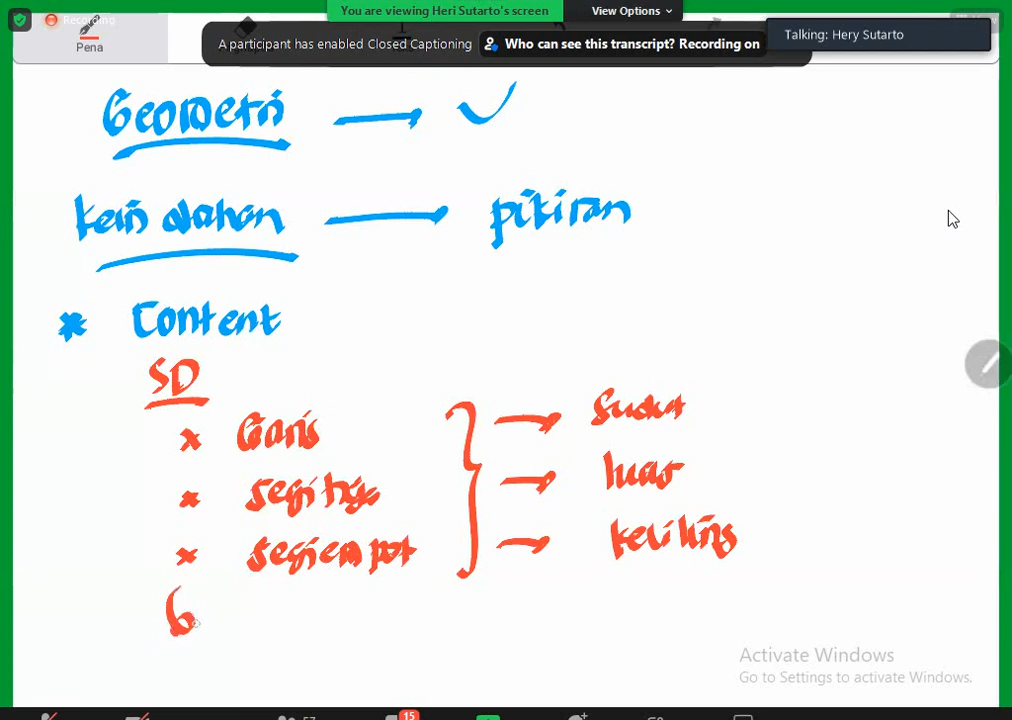 You are viewing Heri Sutarto's screen View Options
Recording
Pena
A participant has enabled Closed Captioning Who can see this transcript? Recording on
Talking: Hery Sutarto
Geometri → ✓
keindahan → pikiran
* Content
SD
× Garis → sudut
× segitiga → luas
× segiempat → keliling
6
Activate Windows
Go to Settings to activate Windows.
15
57